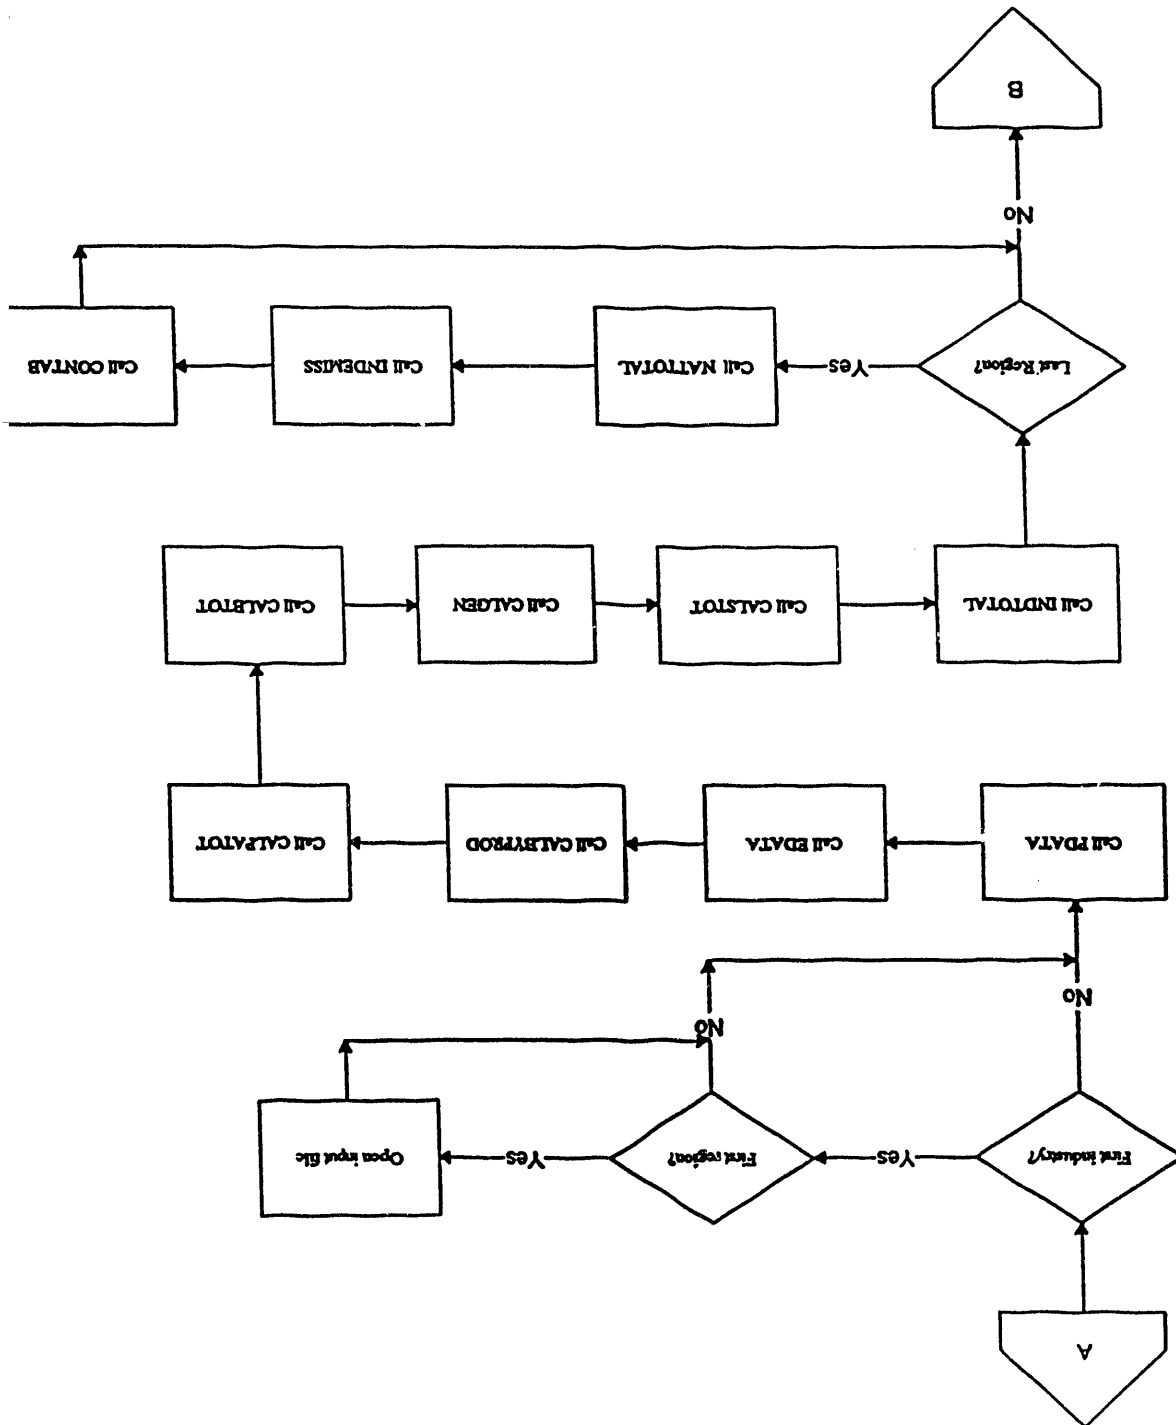 A
First industry?
Yes
First region?
Yes
Open input file
No
No
Call PDATA
Call EDATA
Call CALBYPROD
Call CALPATOT
Call CALBTOT
Call CALGEN
Call CALSTOT
Call INDTOTAL
Last Region?
Yes
Call NATTOTAL
Call INDEMISS
Call CONTAB
No
B